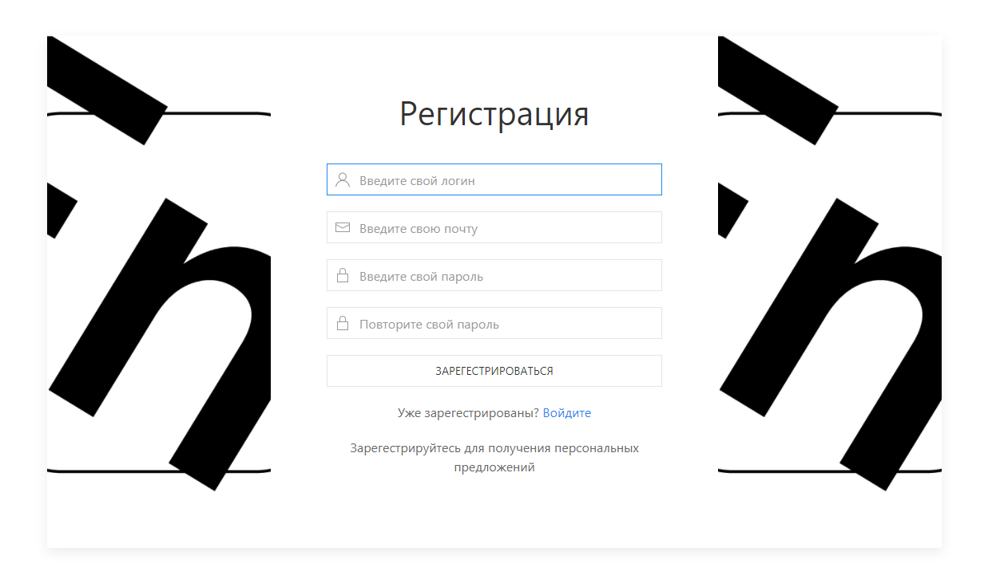 Регистрация
Введите свой логин
Введите свою почту
Введите свой пароль
Повторите свой пароль
ЗАРЕГЕСТРИРОВАТЬСЯ
Уже зарегестрированы? Войдите
Зарегестрируйтесь для получения персональных
предложений